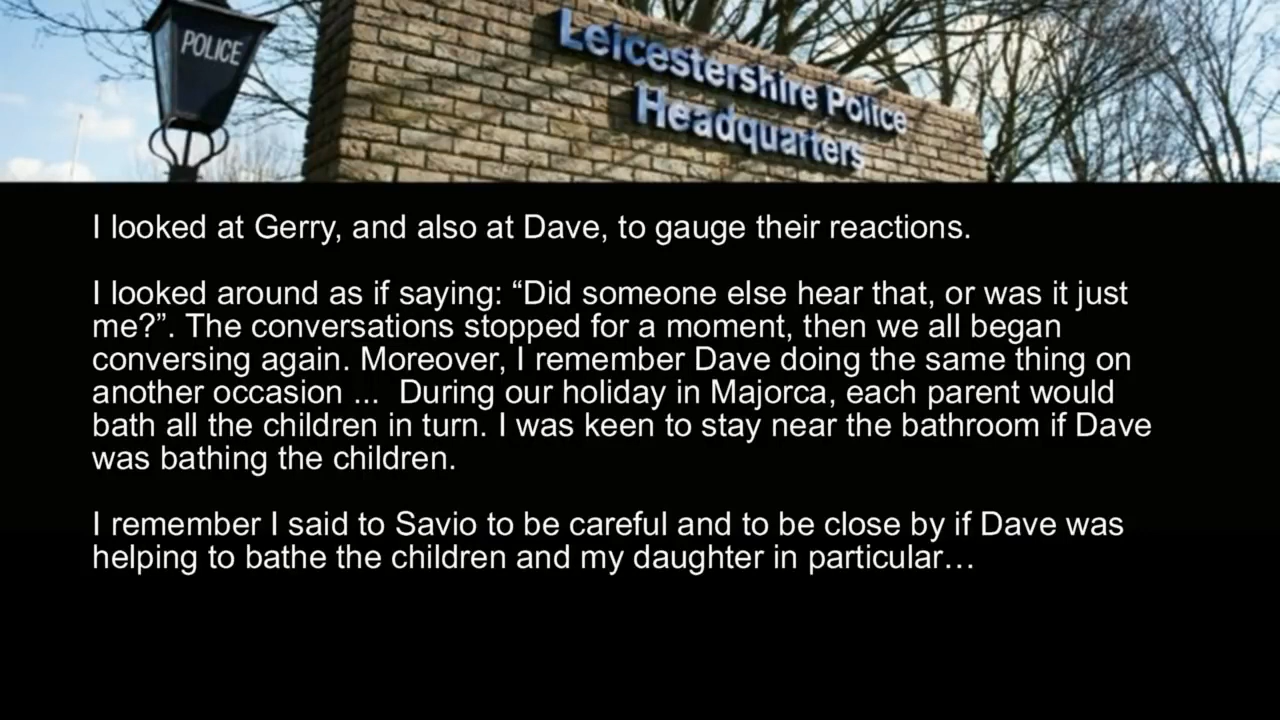 POLICE
Leicestershire Police
Headquarters
I looked at Gerry, and also at Dave, to gauge their reactions.
I looked around as if saying: “Did someone else hear that, or was it just
me?”. The conversations stopped for a moment, then we all began
conversing again. Moreover, I remember Dave doing the same thing on
another occasion ...  During our holiday in Majorca, each parent would
bath all the children in turn. I was keen to stay near the bathroom if Dave
was bathing the children.
I remember I said to Savio to be careful and to be close by if Dave was
helping to bathe the children and my daughter in particular…